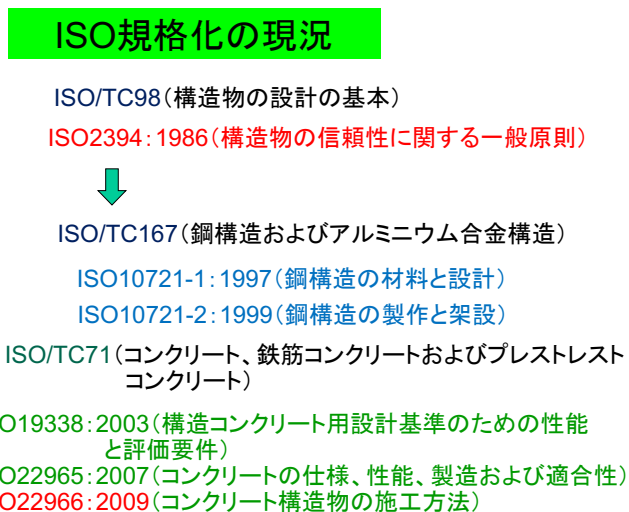 ISO規格化の現況
ISO/TC98(構造物の設計の基本)
ISO2394:1986(構造物の信頼性に関する一般原則)
ISO/TC167(鋼構造およびアルミニウム合金構造)
ISO10721-1:1997(鋼構造の材料と設計)
ISO10721-2:1999(鋼構造の製作と架設)
ISO/TC71(コンクリート、鉄筋コンクリートおよびプレストレスト
コンクリート)
O19338:2003(構造コンクリート用設計基準のための性能
と評価要件)
O22965:2007(コンクリートの仕様、性能、製造および適合性)
O22966:2009(コンクリート構造物の施工方法)